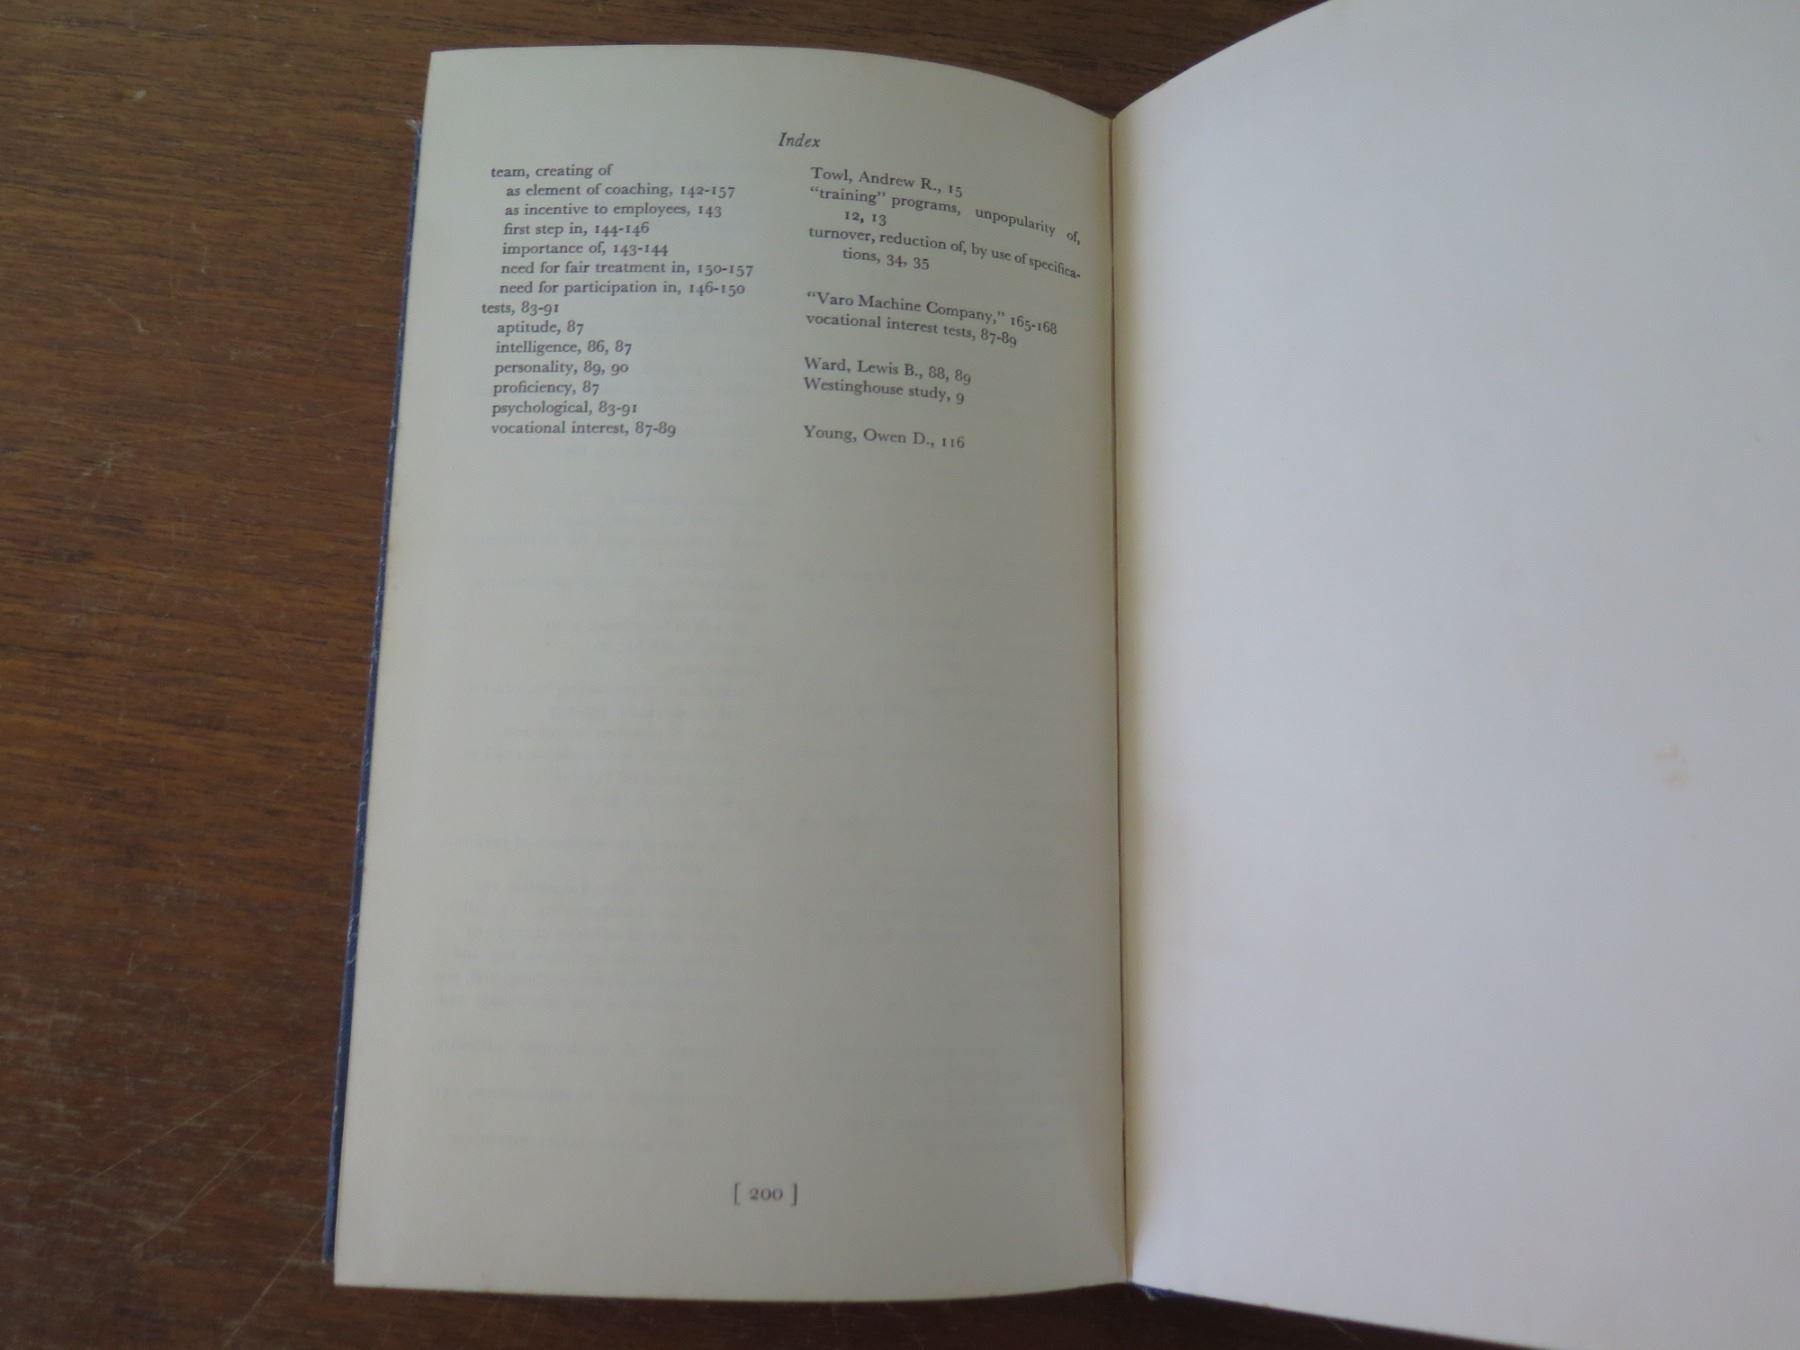 Index
team, creating of
as element of coaching, 142-157
as incentive to employees, 143
first step in, 144-146
importance of, 143-144
need for fair treatment in, 150-157
need for participation in, 146-150
tests, 83-91
aptitude, 87
intelligence, 86, 87
personality, 89, 90
proficiency, 87
psychological, 83-91
vocational interest, 87-89
Towl, Andrew R., 15
"training" programs, unpopularity of,
12, 13
turnover, reduction of, by use of specifica-
tions, 34, 35
"Varo Machine Company," 165-168
vocational interest tests, 87-89
Ward, Lewis B., 88, 89
Westinghouse study, 9
Young, Owen D., 116
[ 200 ]